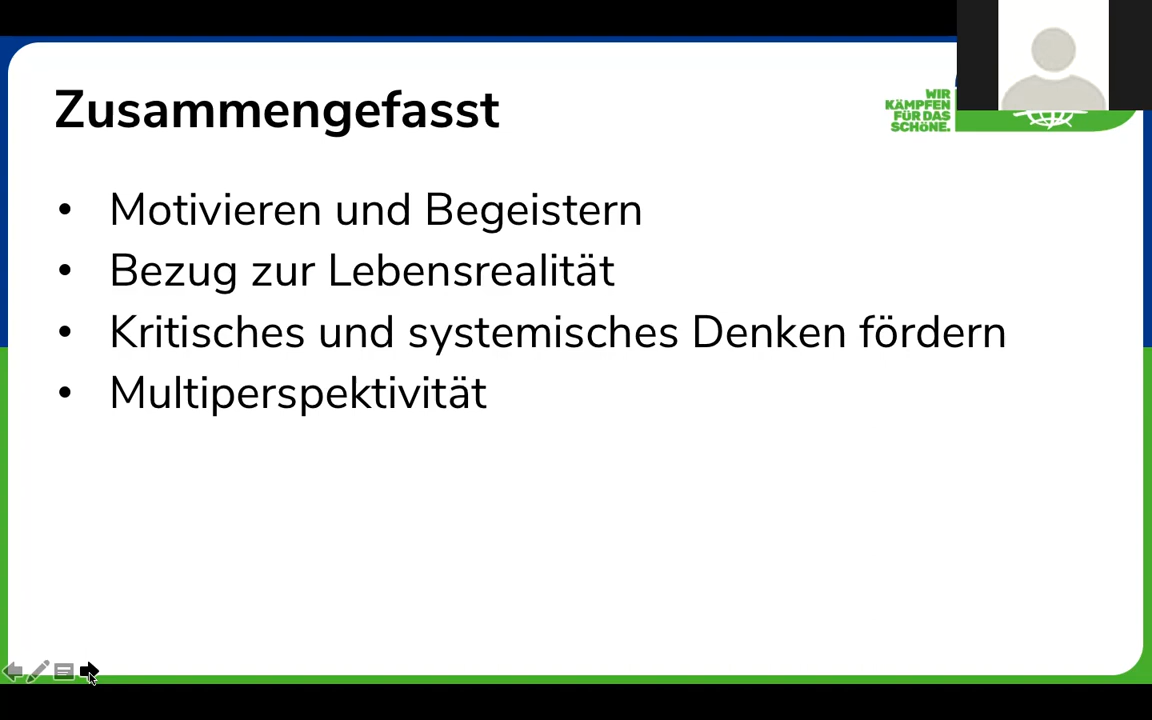 Zusammengefasst
WIR
KÄMPFEN
FÜR DAS
SCHÖNE.
• Motivieren und Begeistern
• Bezug zur Lebensrealität
• Kritisches und systemisches Denken fördern
• Multiperspektivität